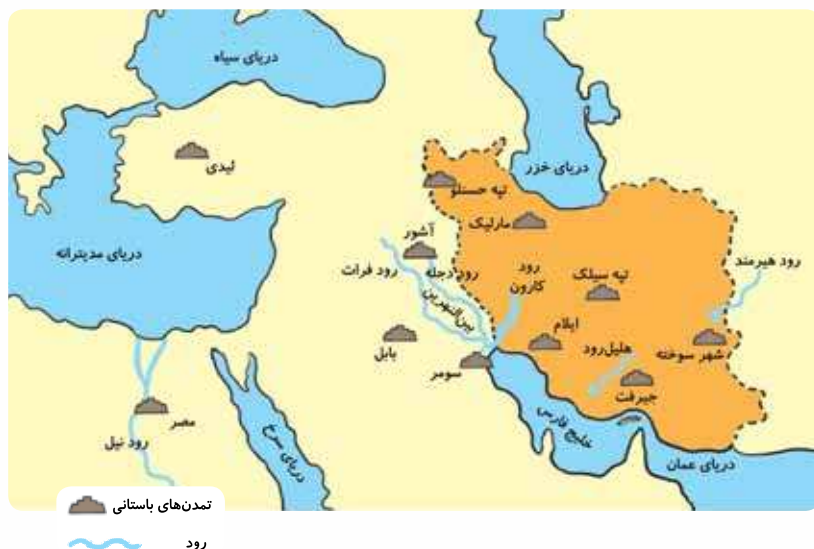 دریای سیاه
لیدی
دریای خزر
تپه حسنلو
مارلیک
آشور
دریای مدیترانه
رود فرات
رود دجله
رود
کارون
تپه سیلک
رود هیرمند
بین‌النهرین
بابل
ایلام
شهر سوخته
سومر
هلیل‌رود
جیرفت
مصر
رود نیل
دریای سرخ
خلیج فارس
دریای عمان
تمدن‌های باستانی
رود